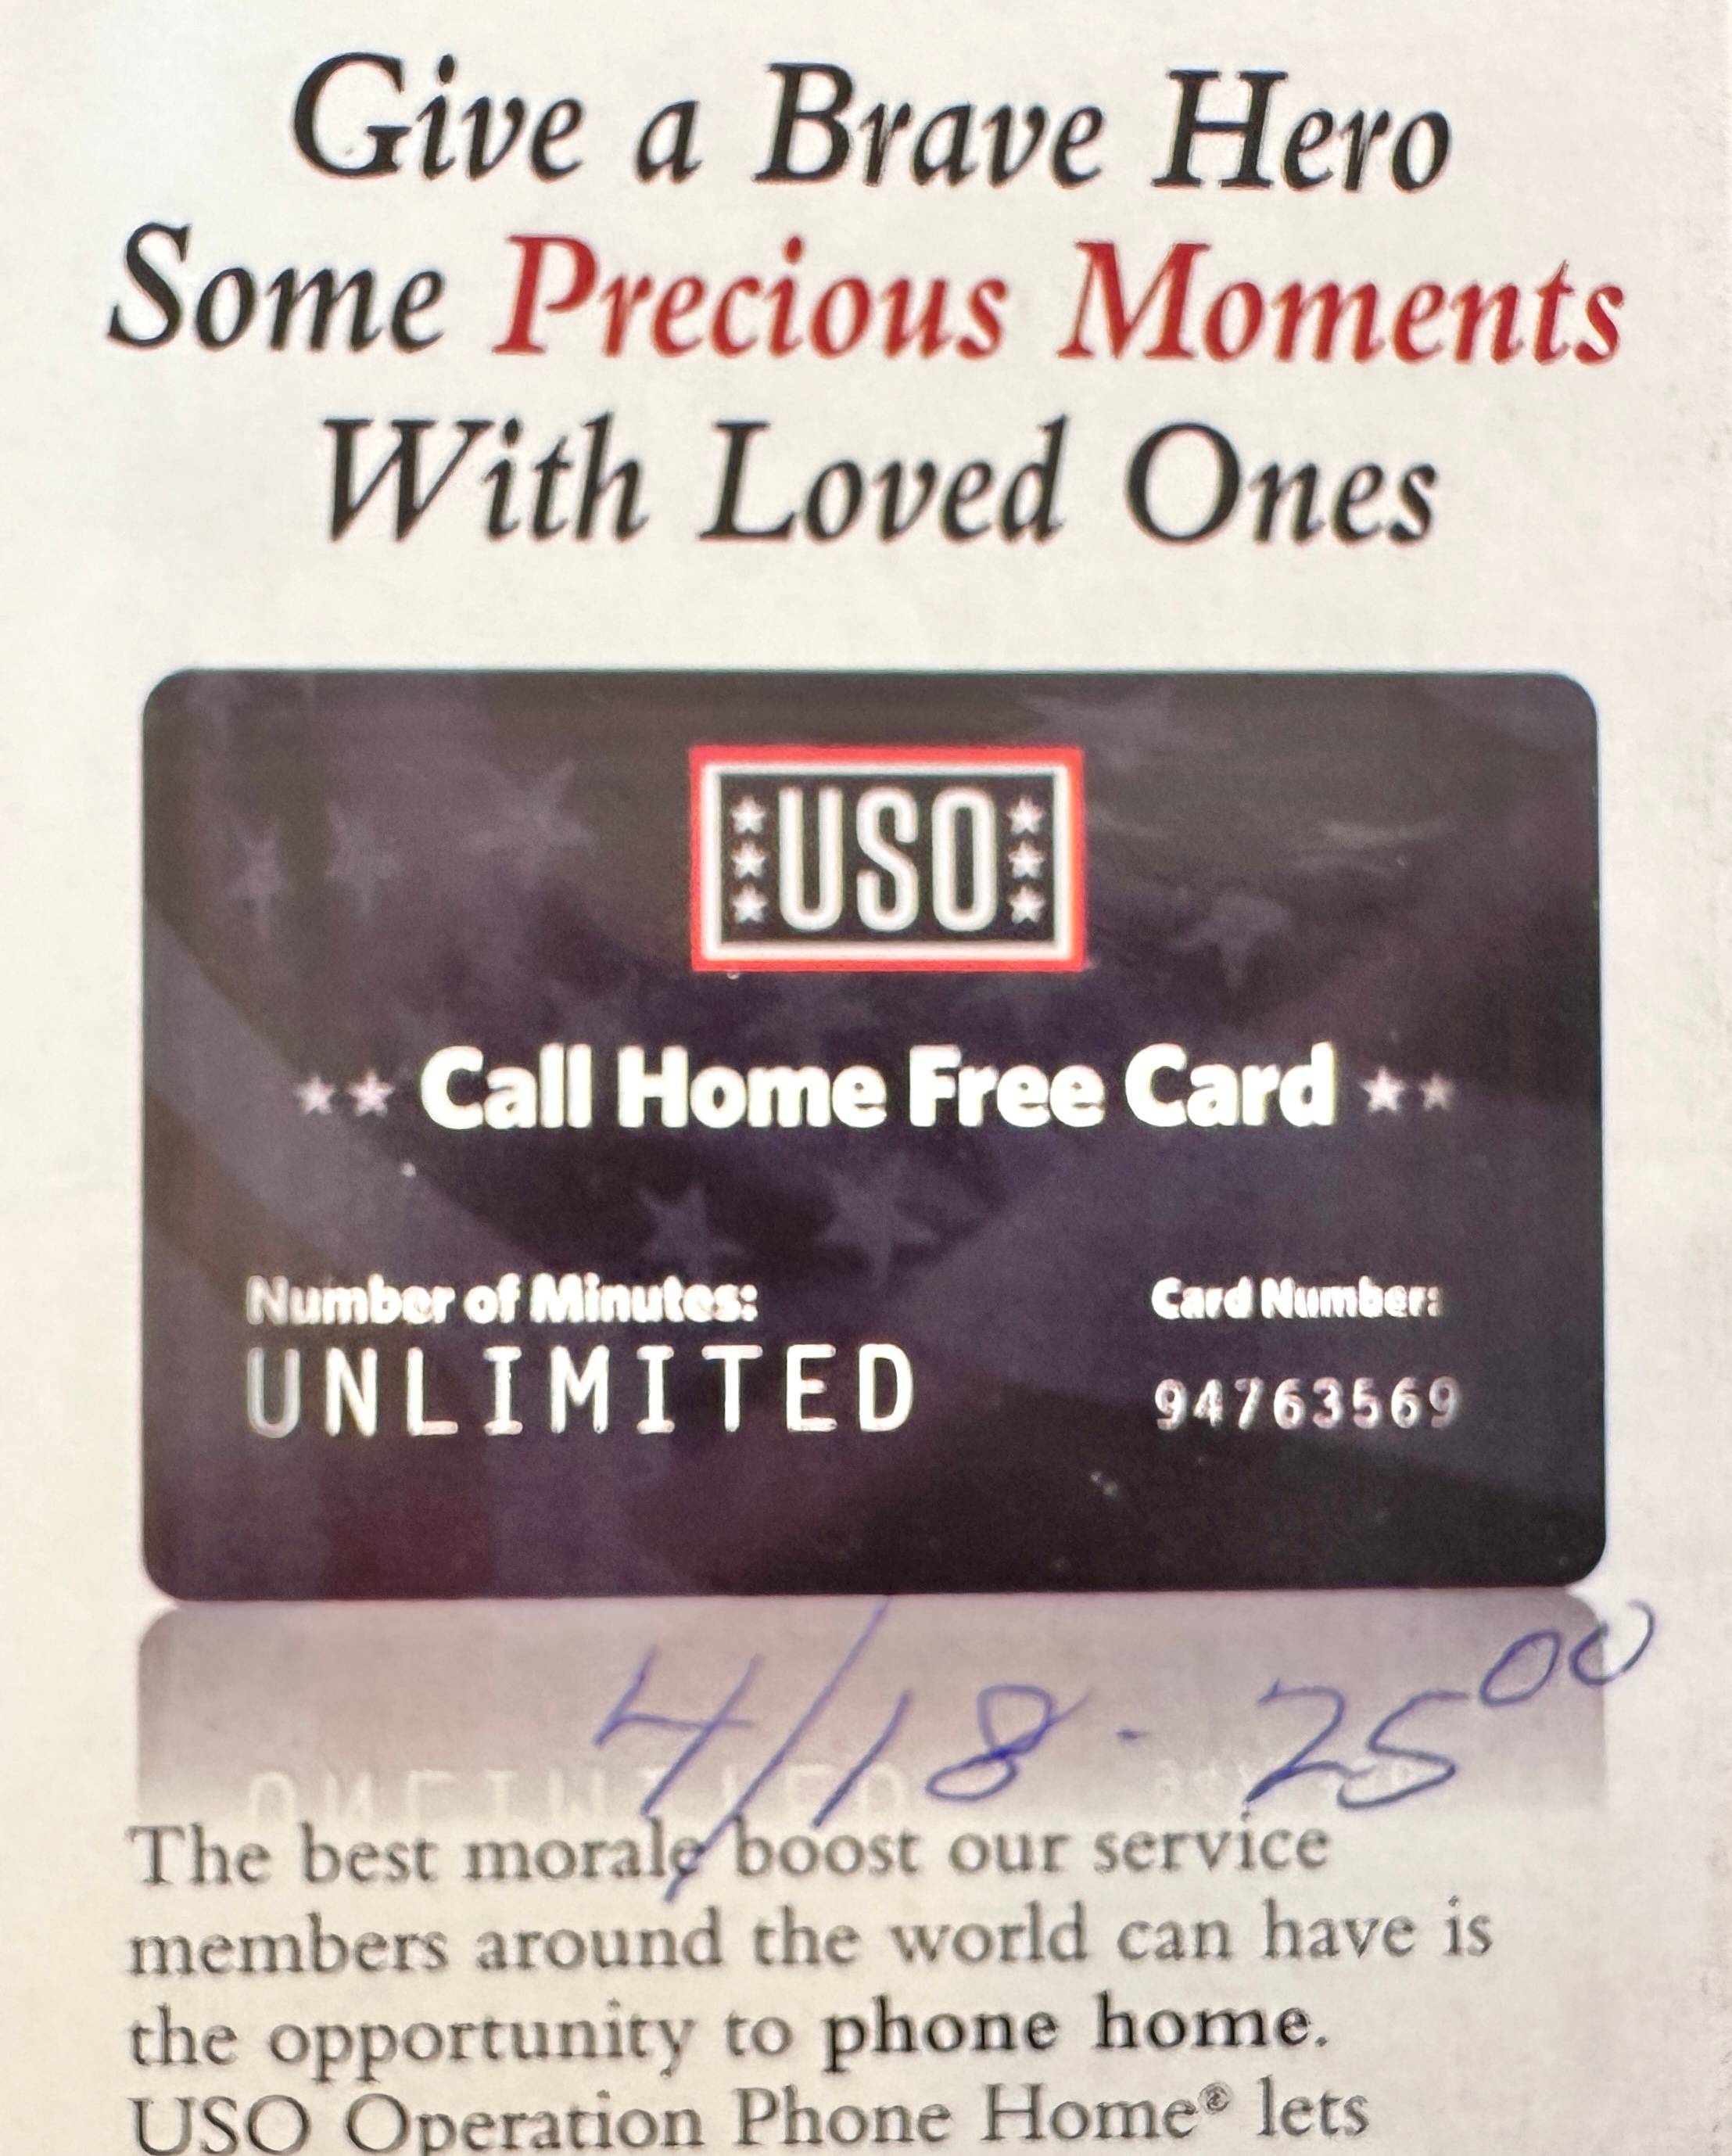 Give a Brave Hero
Some Precious Moments
With Loved Ones
USO
Call Home Free Card
Number of Minutes:
Card Number:
UNLIMITED
94763569
4/18 - 25⁰⁰
The best morale boost our service
members around the world can have is
the opportunity to phone home.
USO Operation Phone Home® lets